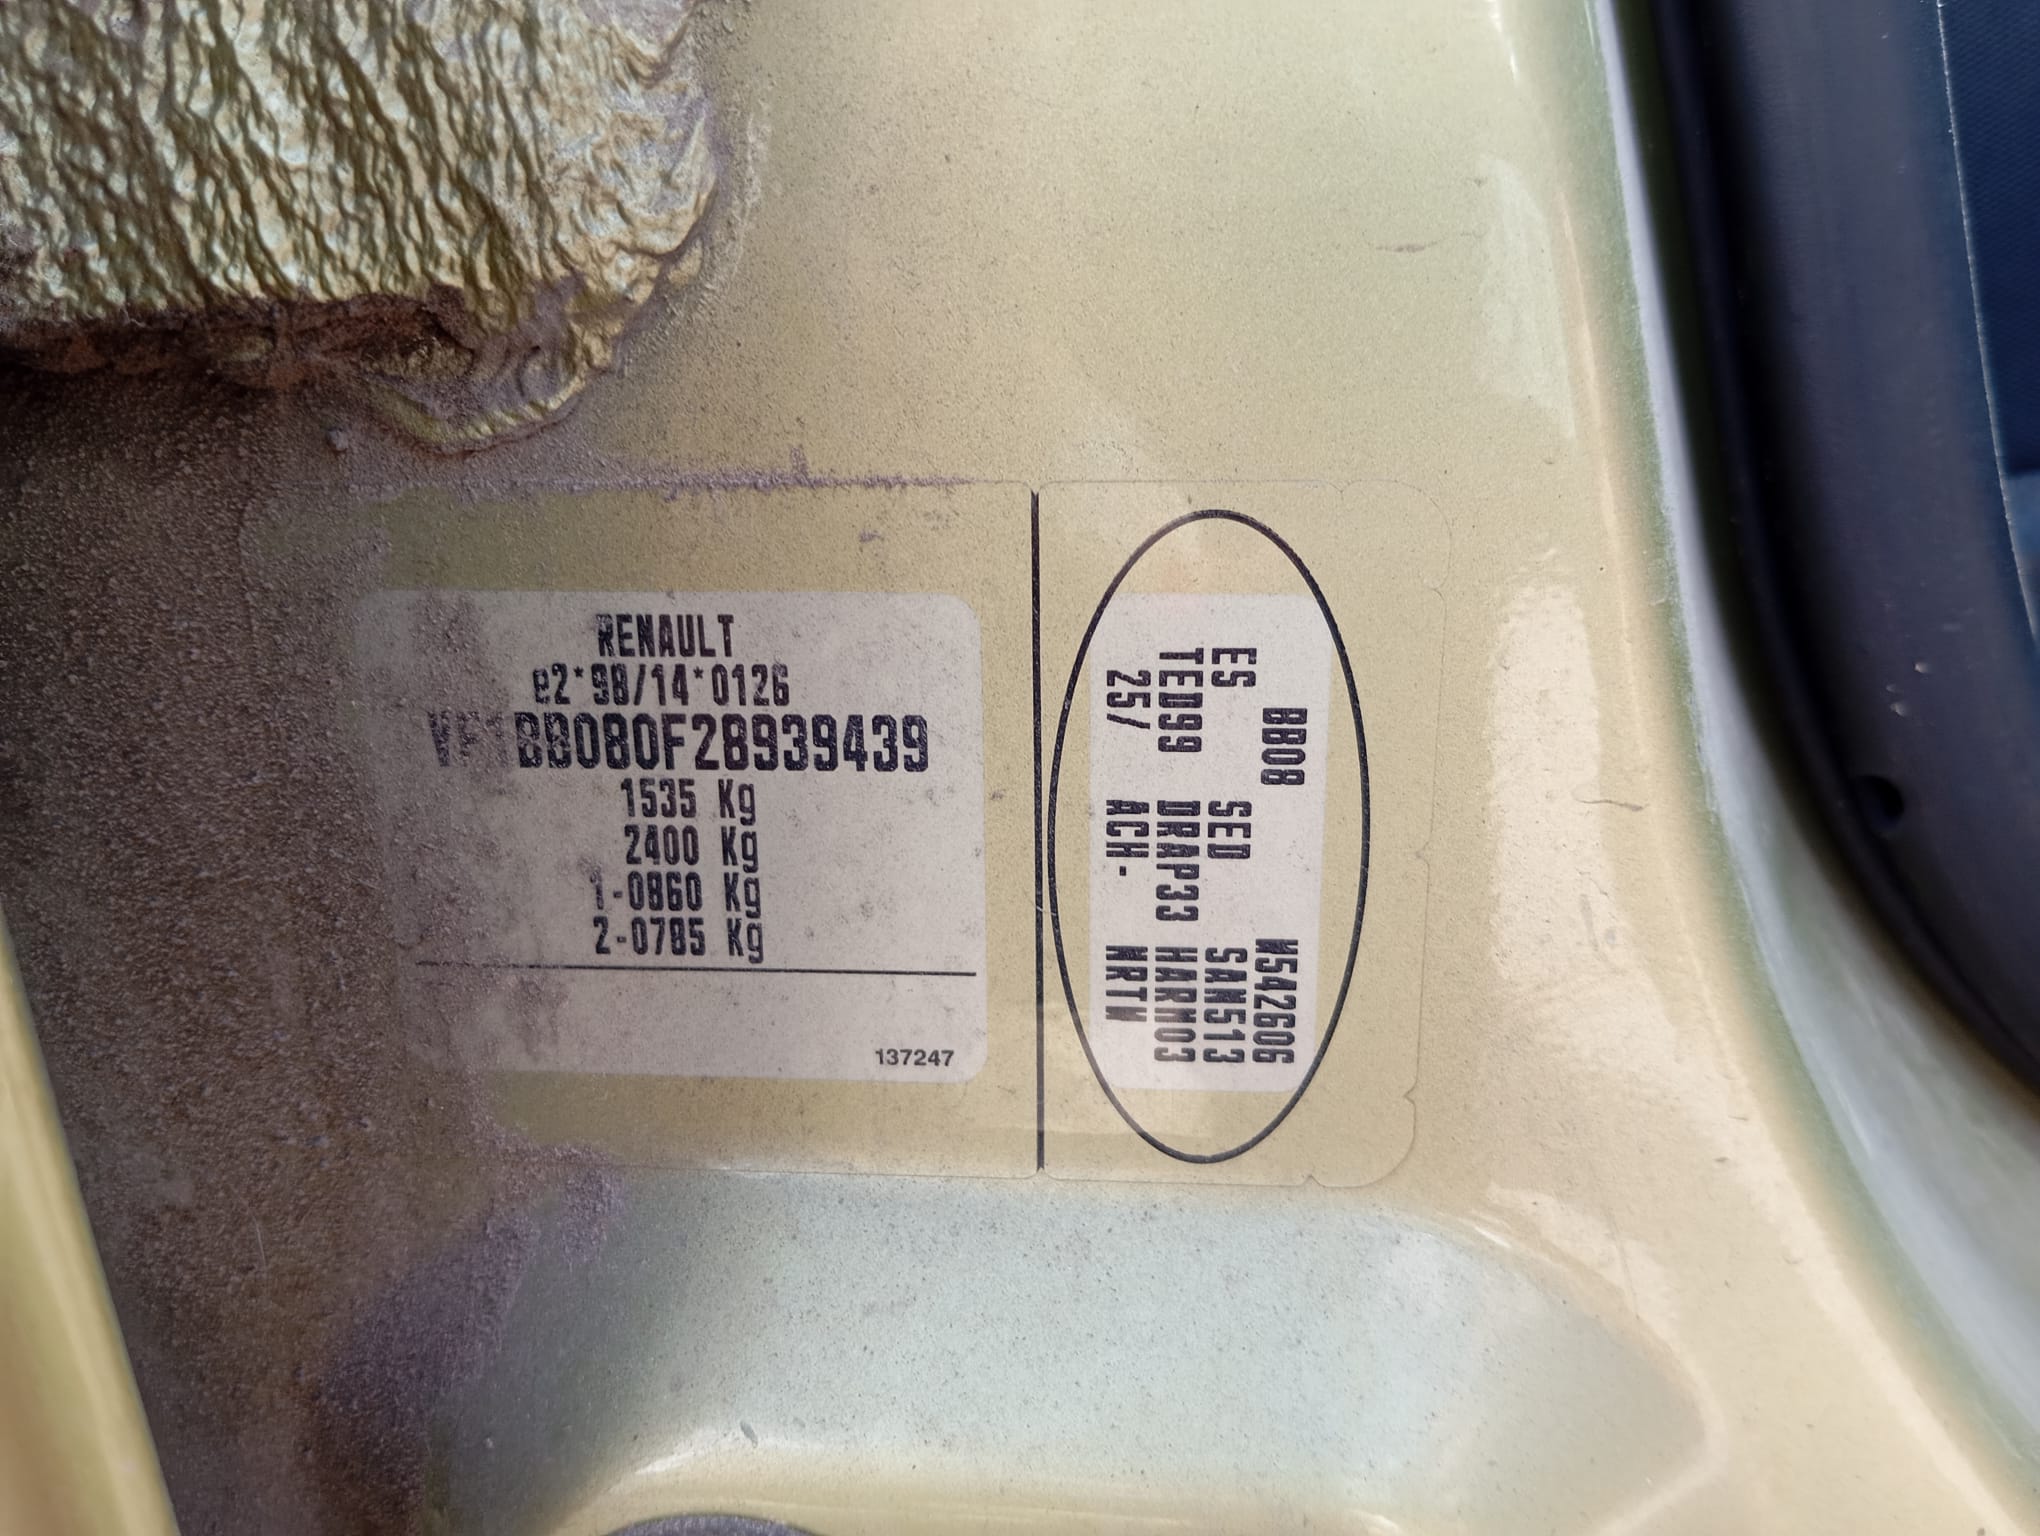 RENAULT
e2*98/14*0126
VF1BB080F28939439
1535 Kg
2400 Kg
1-0860 Kg
2-0785 Kg
137247
BB08 W542606
ES SED SAN513
TED99 DRAP33 HARM03
25/ ACH. NRTW